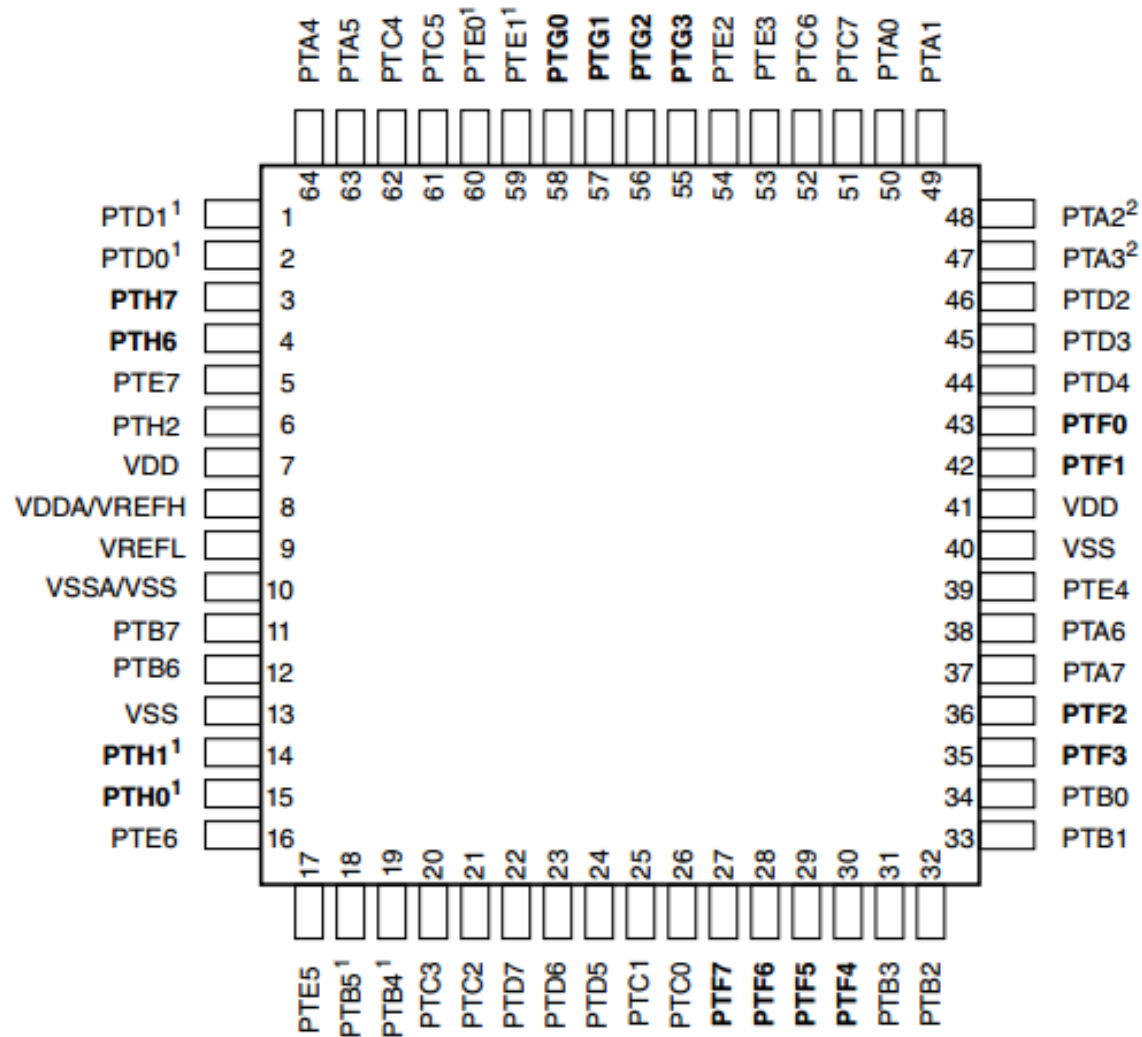 PTA4 PTA5 PTC4 PTC5 PTE0¹ PTE1¹ PTG0 PTG1 PTG2 PTG3 PTE2 PTE3 PTC6 PTC7 PTA0 PTA1
64 63 62 61 60 59 58 57 56 55 54 53 52 51 50 49
PTD1¹ 1 48 PTA2²
PTD0¹ 2 47 PTA3²
PTH7 3 46 PTD2
PTH6 4 45 PTD3
PTE7 5 44 PTD4
PTH2 6 43 PTF0
VDD 7 42 PTF1
VDDA/VREFH 8 41 VDD
VREFL 9 40 VSS
VSSA/VSS 10 39 PTE4
PTB7 11 38 PTA6
PTB6 12 37 PTA7
VSS 13 36 PTF2
PTH1¹ 14 35 PTF3
PTH0¹ 15 34 PTB0
PTE6 16 33 PTB1
17 18 19 20 21 22 23 24 25 26 27 28 29 30 31 32
PTE5 PTB5¹ PTB4¹ PTC3 PTC2 PTD7 PTD6 PTD5 PTC1 PTC0 PTF7 PTF6 PTF5 PTF4 PTB3 PTB2